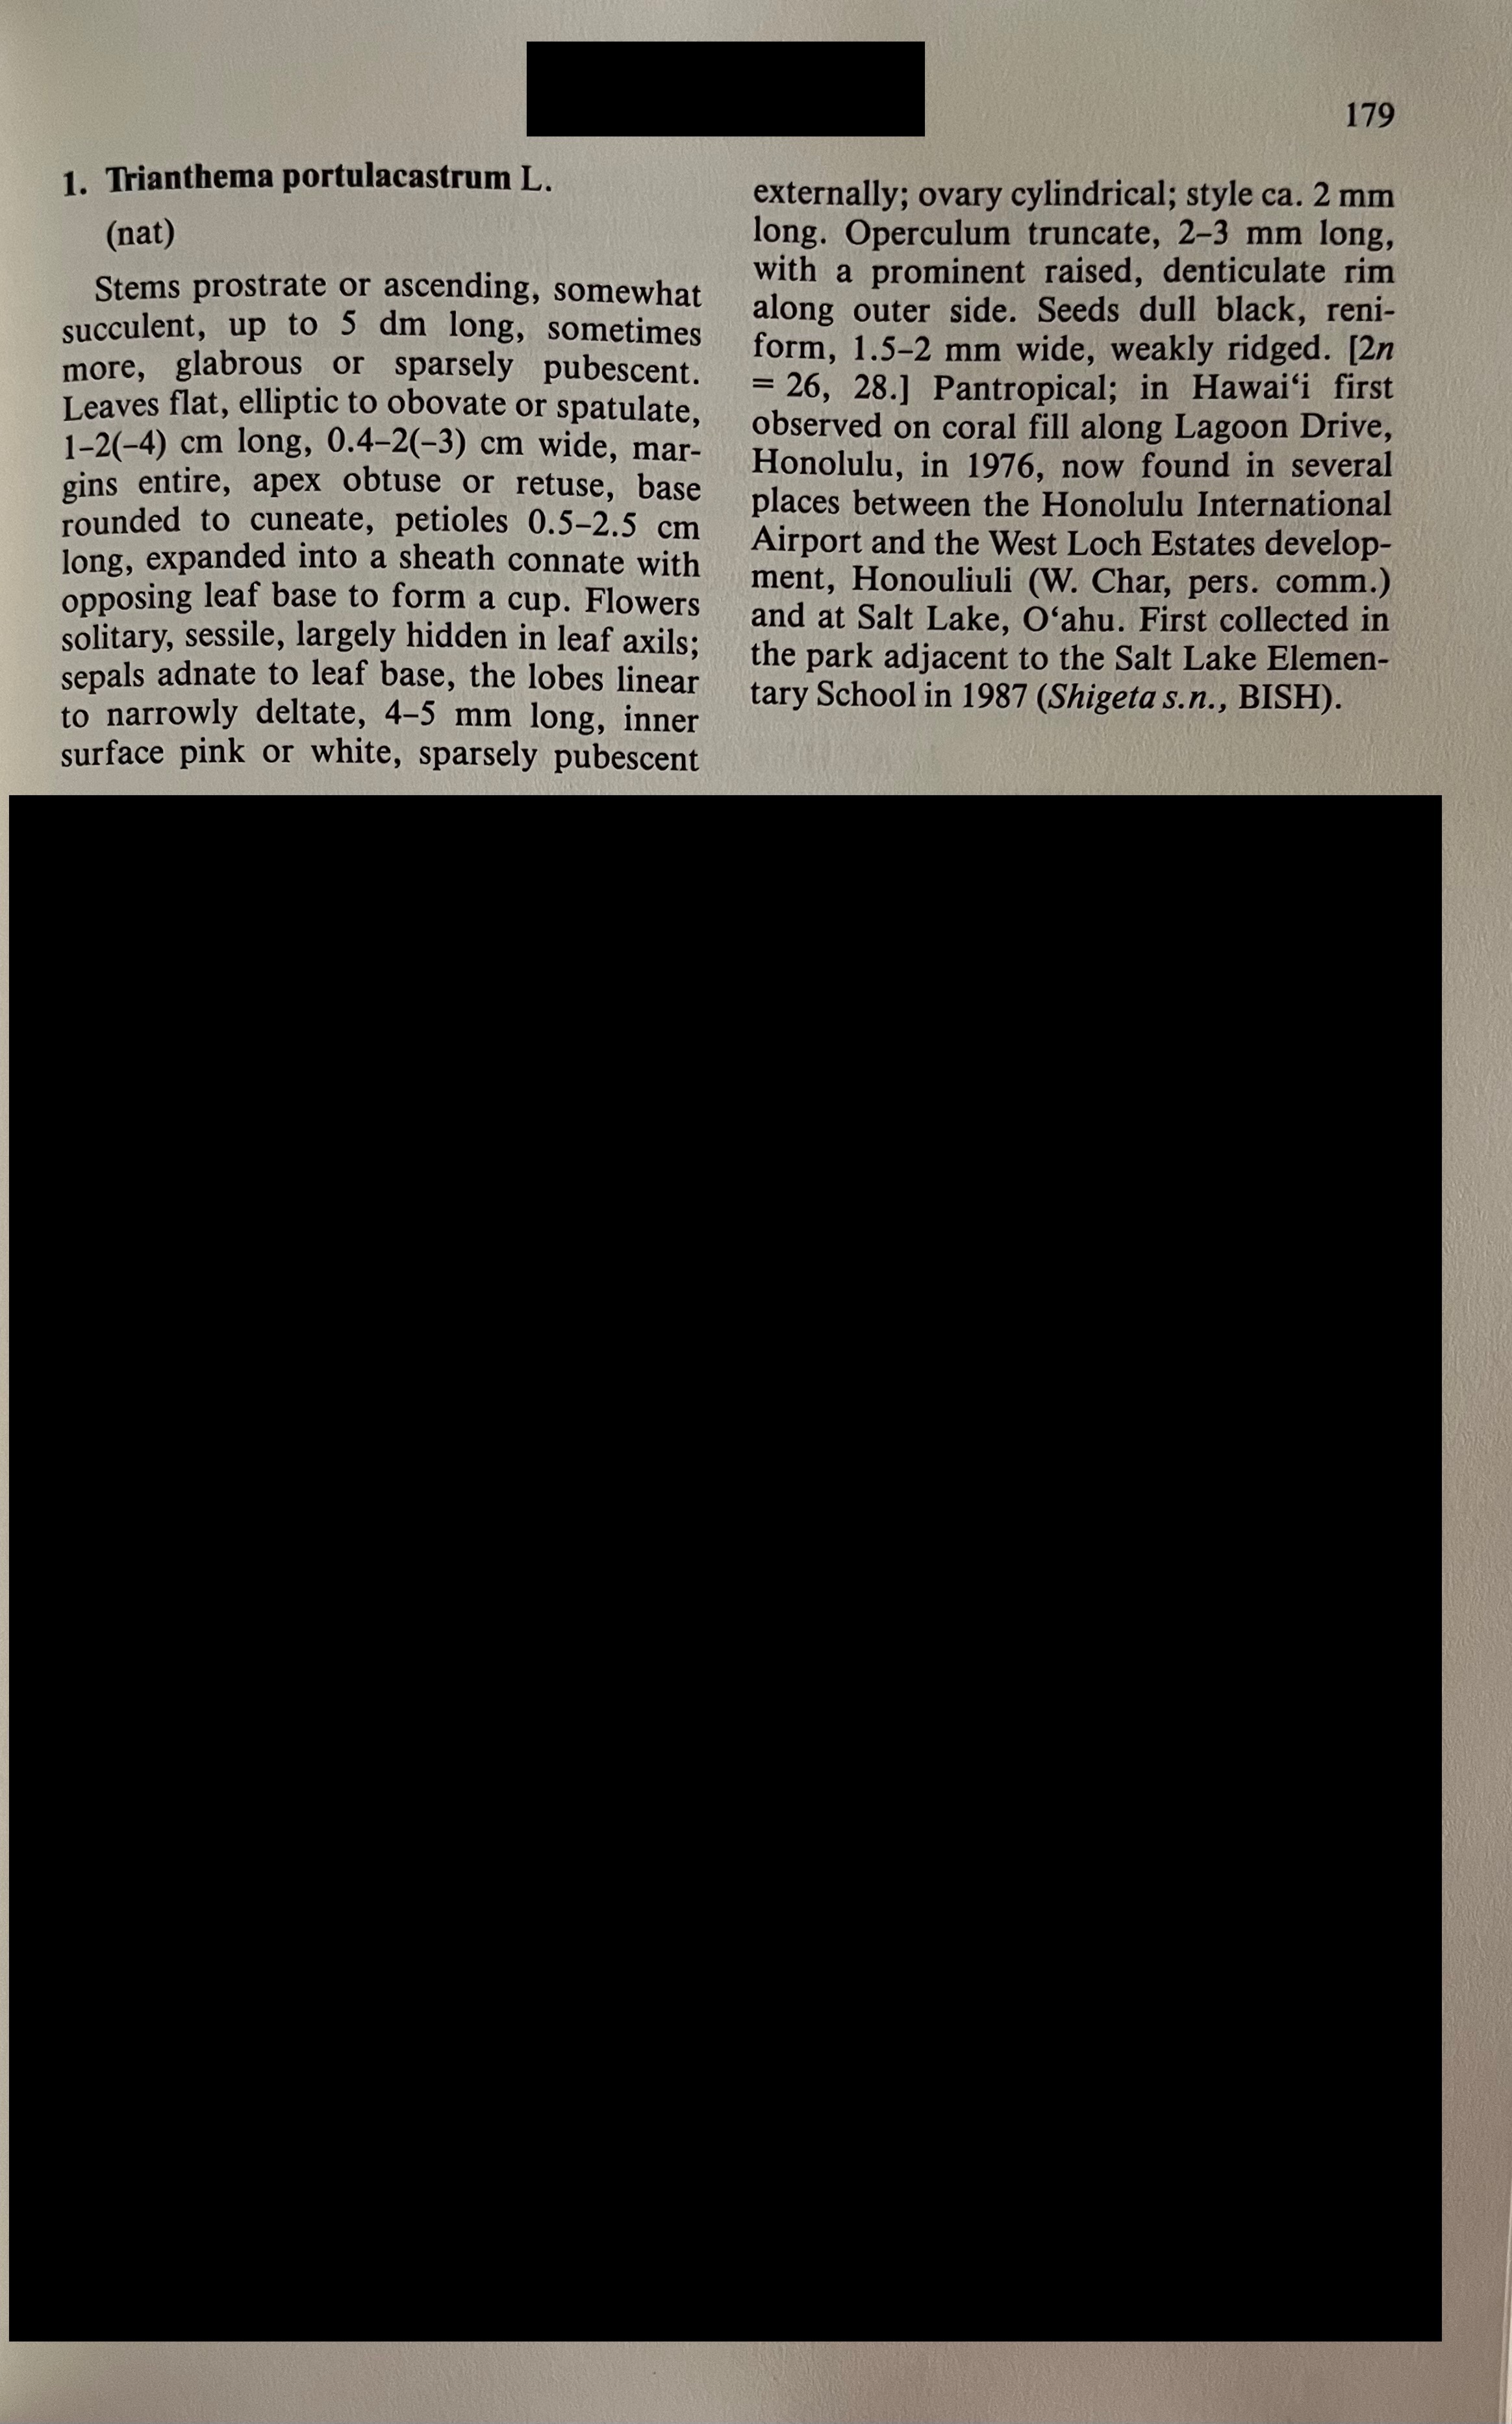 179
1. Trianthema portulacastrum L.
(nat)
Stems prostrate or ascending, somewhat
succulent, up to 5 dm long, sometimes
more, glabrous or sparsely pubescent.
Leaves flat, elliptic to obovate or spatulate,
1–2(–4) cm long, 0.4–2(–3) cm wide, mar-
gins entire, apex obtuse or retuse, base
rounded to cuneate, petioles 0.5–2.5 cm
long, expanded into a sheath connate with
opposing leaf base to form a cup. Flowers
solitary, sessile, largely hidden in leaf axils;
sepals adnate to leaf base, the lobes linear
to narrowly deltate, 4–5 mm long, inner
surface pink or white, sparsely pubescent
externally; ovary cylindrical; style ca. 2 mm
long. Operculum truncate, 2–3 mm long,
with a prominent raised, denticulate rim
along outer side. Seeds dull black, reni-
form, 1.5–2 mm wide, weakly ridged. [2n
= 26, 28.] Pantropical; in Hawai‘i first
observed on coral fill along Lagoon Drive,
Honolulu, in 1976, now found in several
places between the Honolulu International
Airport and the West Loch Estates develop-
ment, Honouliuli (W. Char, pers. comm.)
and at Salt Lake, O‘ahu. First collected in
the park adjacent to the Salt Lake Elemen-
tary School in 1987 (Shigeta s.n., BISH).